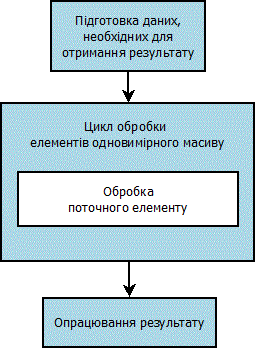 Підготовка даних,
необхідних для
отримання результату
Цикл обробки
елементів одновимірного масиву
Обробка
поточного елементу
Опрацювання результату